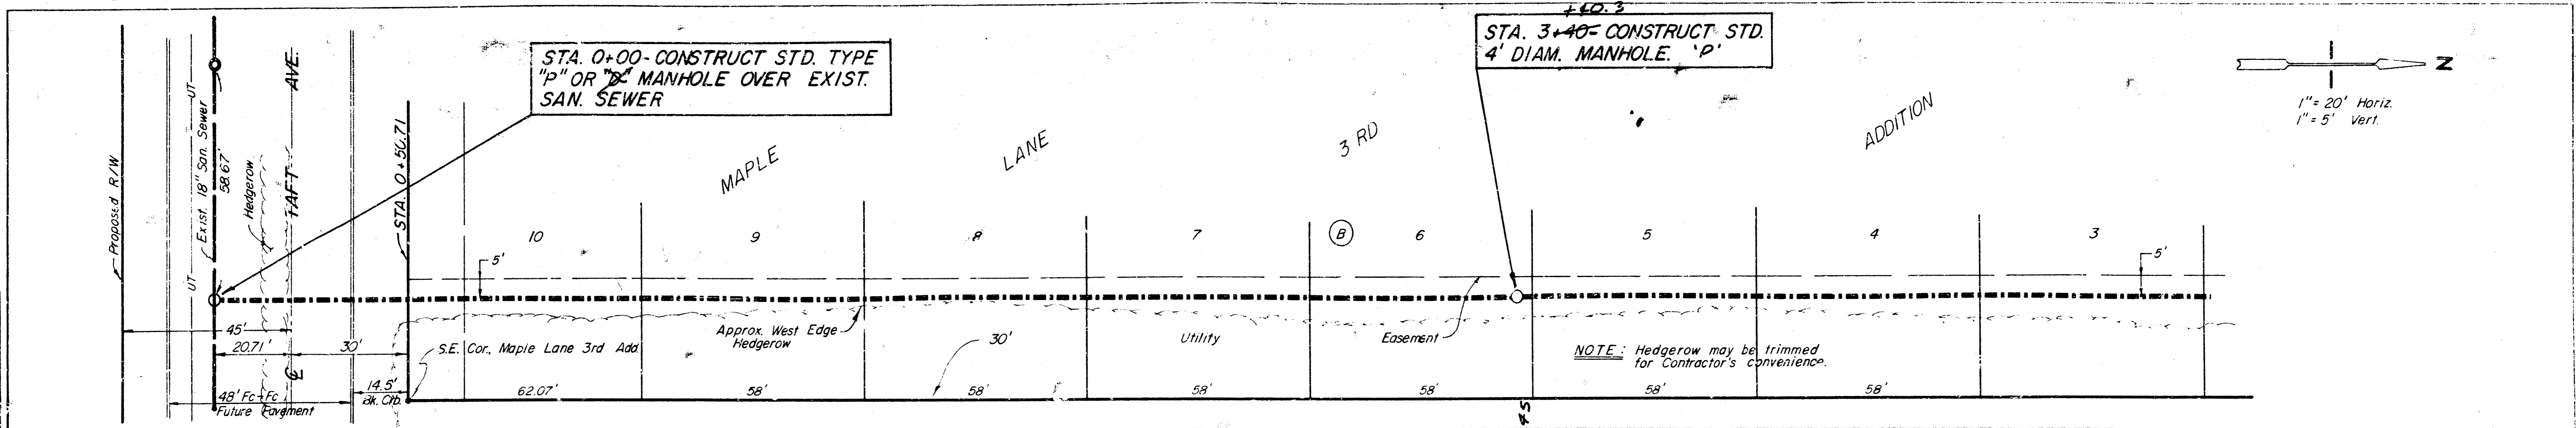 STA. 0+00- CONSTRUCT STD. TYPE
"P" OR "D" MANHOLE OVER EXIST.
SAN. SEWER
+40.3
STA. 3+40- CONSTRUCT STD.
4' DIAM. MANHOLE. 'P'
N
1" = 20' Horiz.
1" = 5' Vert.
Proposed R/W
UT
UT
Exist. 18" San. Sewer
58.67'
Hedgerow
TAFT AVE.
STA. 0+50.71
MAPLE
LANE
3 RD
ADDITION
10
9
8
7
B
6
5
4
3
5'
5'
45'
20.71'
30'
S.E. Cor., Maple Lane 3rd Add.
Approx. West Edge
Hedgerow
30'
Utility
Easement
NOTE: Hedgerow may be trimmed
for Contractor's convenience.
48' Fc-Fc
Future Pavement
14.5'
Bk. Crb.
62.07'
58'
58'
58'
58'
58'
58'
45